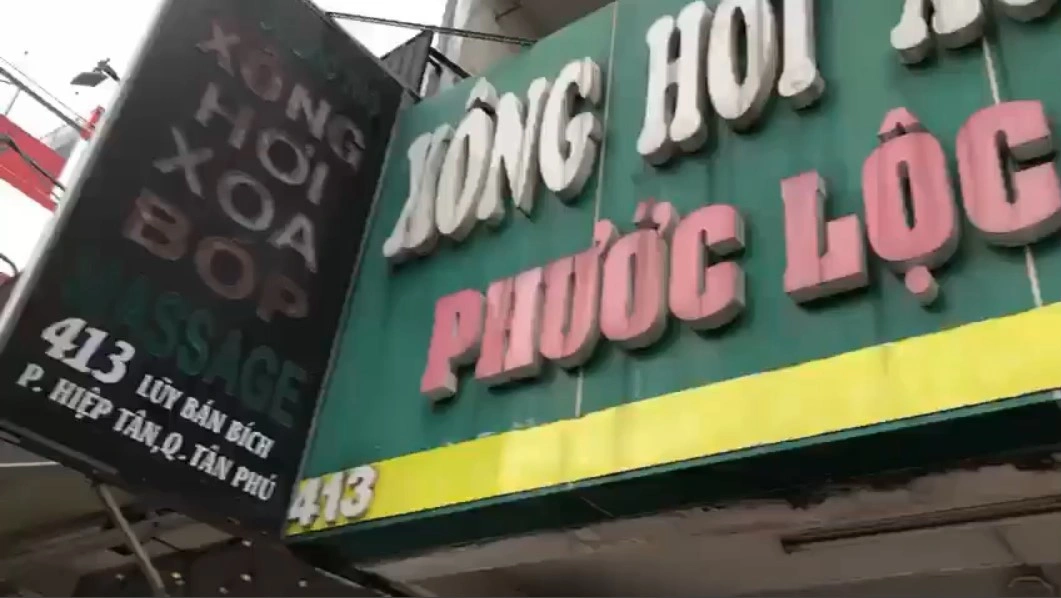 XÔNG
HƠI
XOA
BÓP
MASSAGE
413 LŨY BÁN BÍCH
P. HIỆP TÂN, Q. TÂN PHÚ
XÔNG HƠI
PHƯỚC LỘC
413